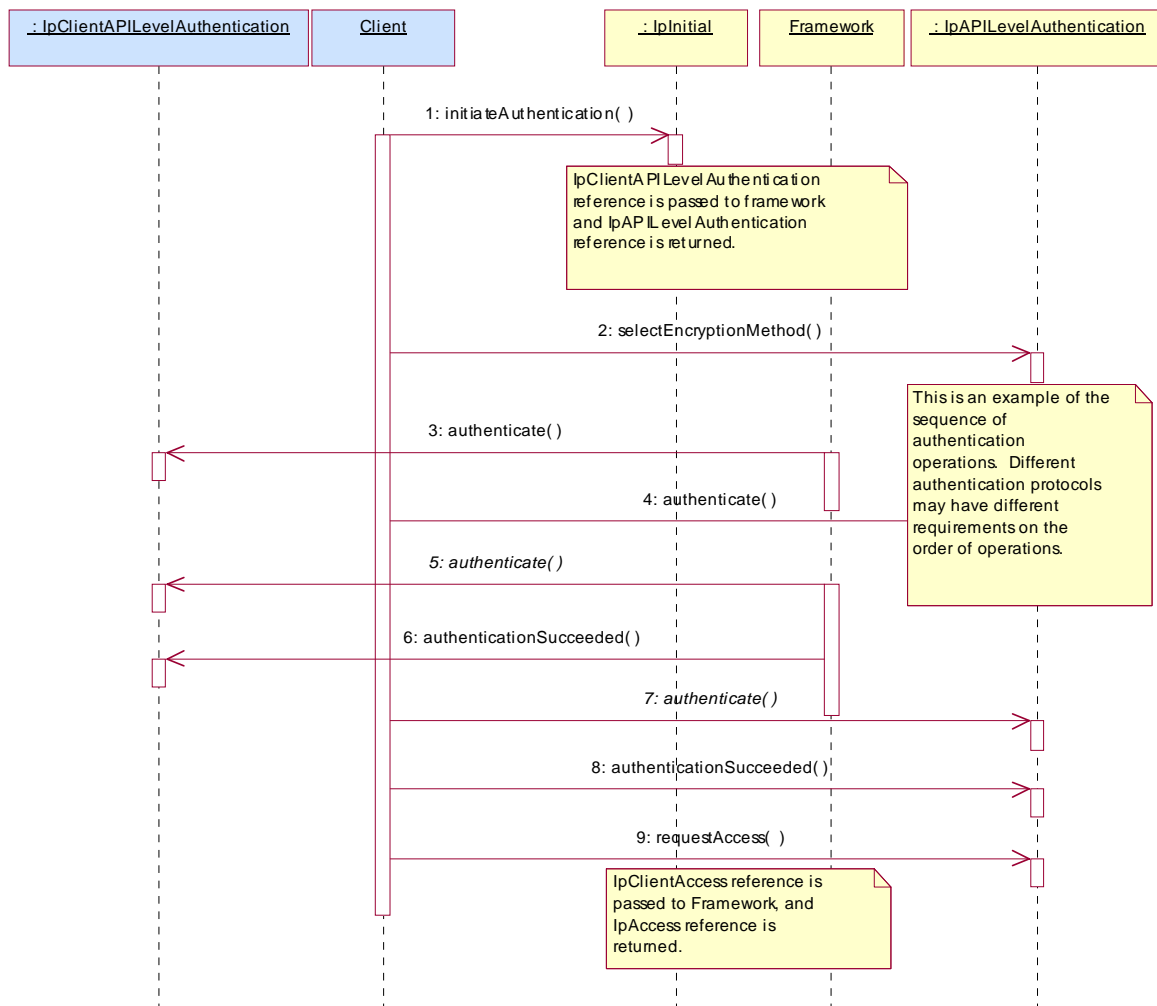 : IpClientAPILevelAuthentication
Client
: IpInitial
Framework
: IpAPILevelAuthentication
1: initiateAuthentication( )
IpClientAPILevelAuthentication
reference is passed to framework
and IpAPILevelAuthentication
reference is returned.
2: selectEncryptionMethod( )
This is an example of the
sequence of
authentication
operations. Different
authentication protocols
may have different
requirements on the
order of operations.
3: authenticate( )
4: authenticate( )
5: authenticate( )
6: authenticationSucceeded( )
7: authenticate( )
8: authenticationSucceeded( )
9: requestAccess( )
IpClientAccess reference is
passed to Framework, and
IpAccess reference is
returned.